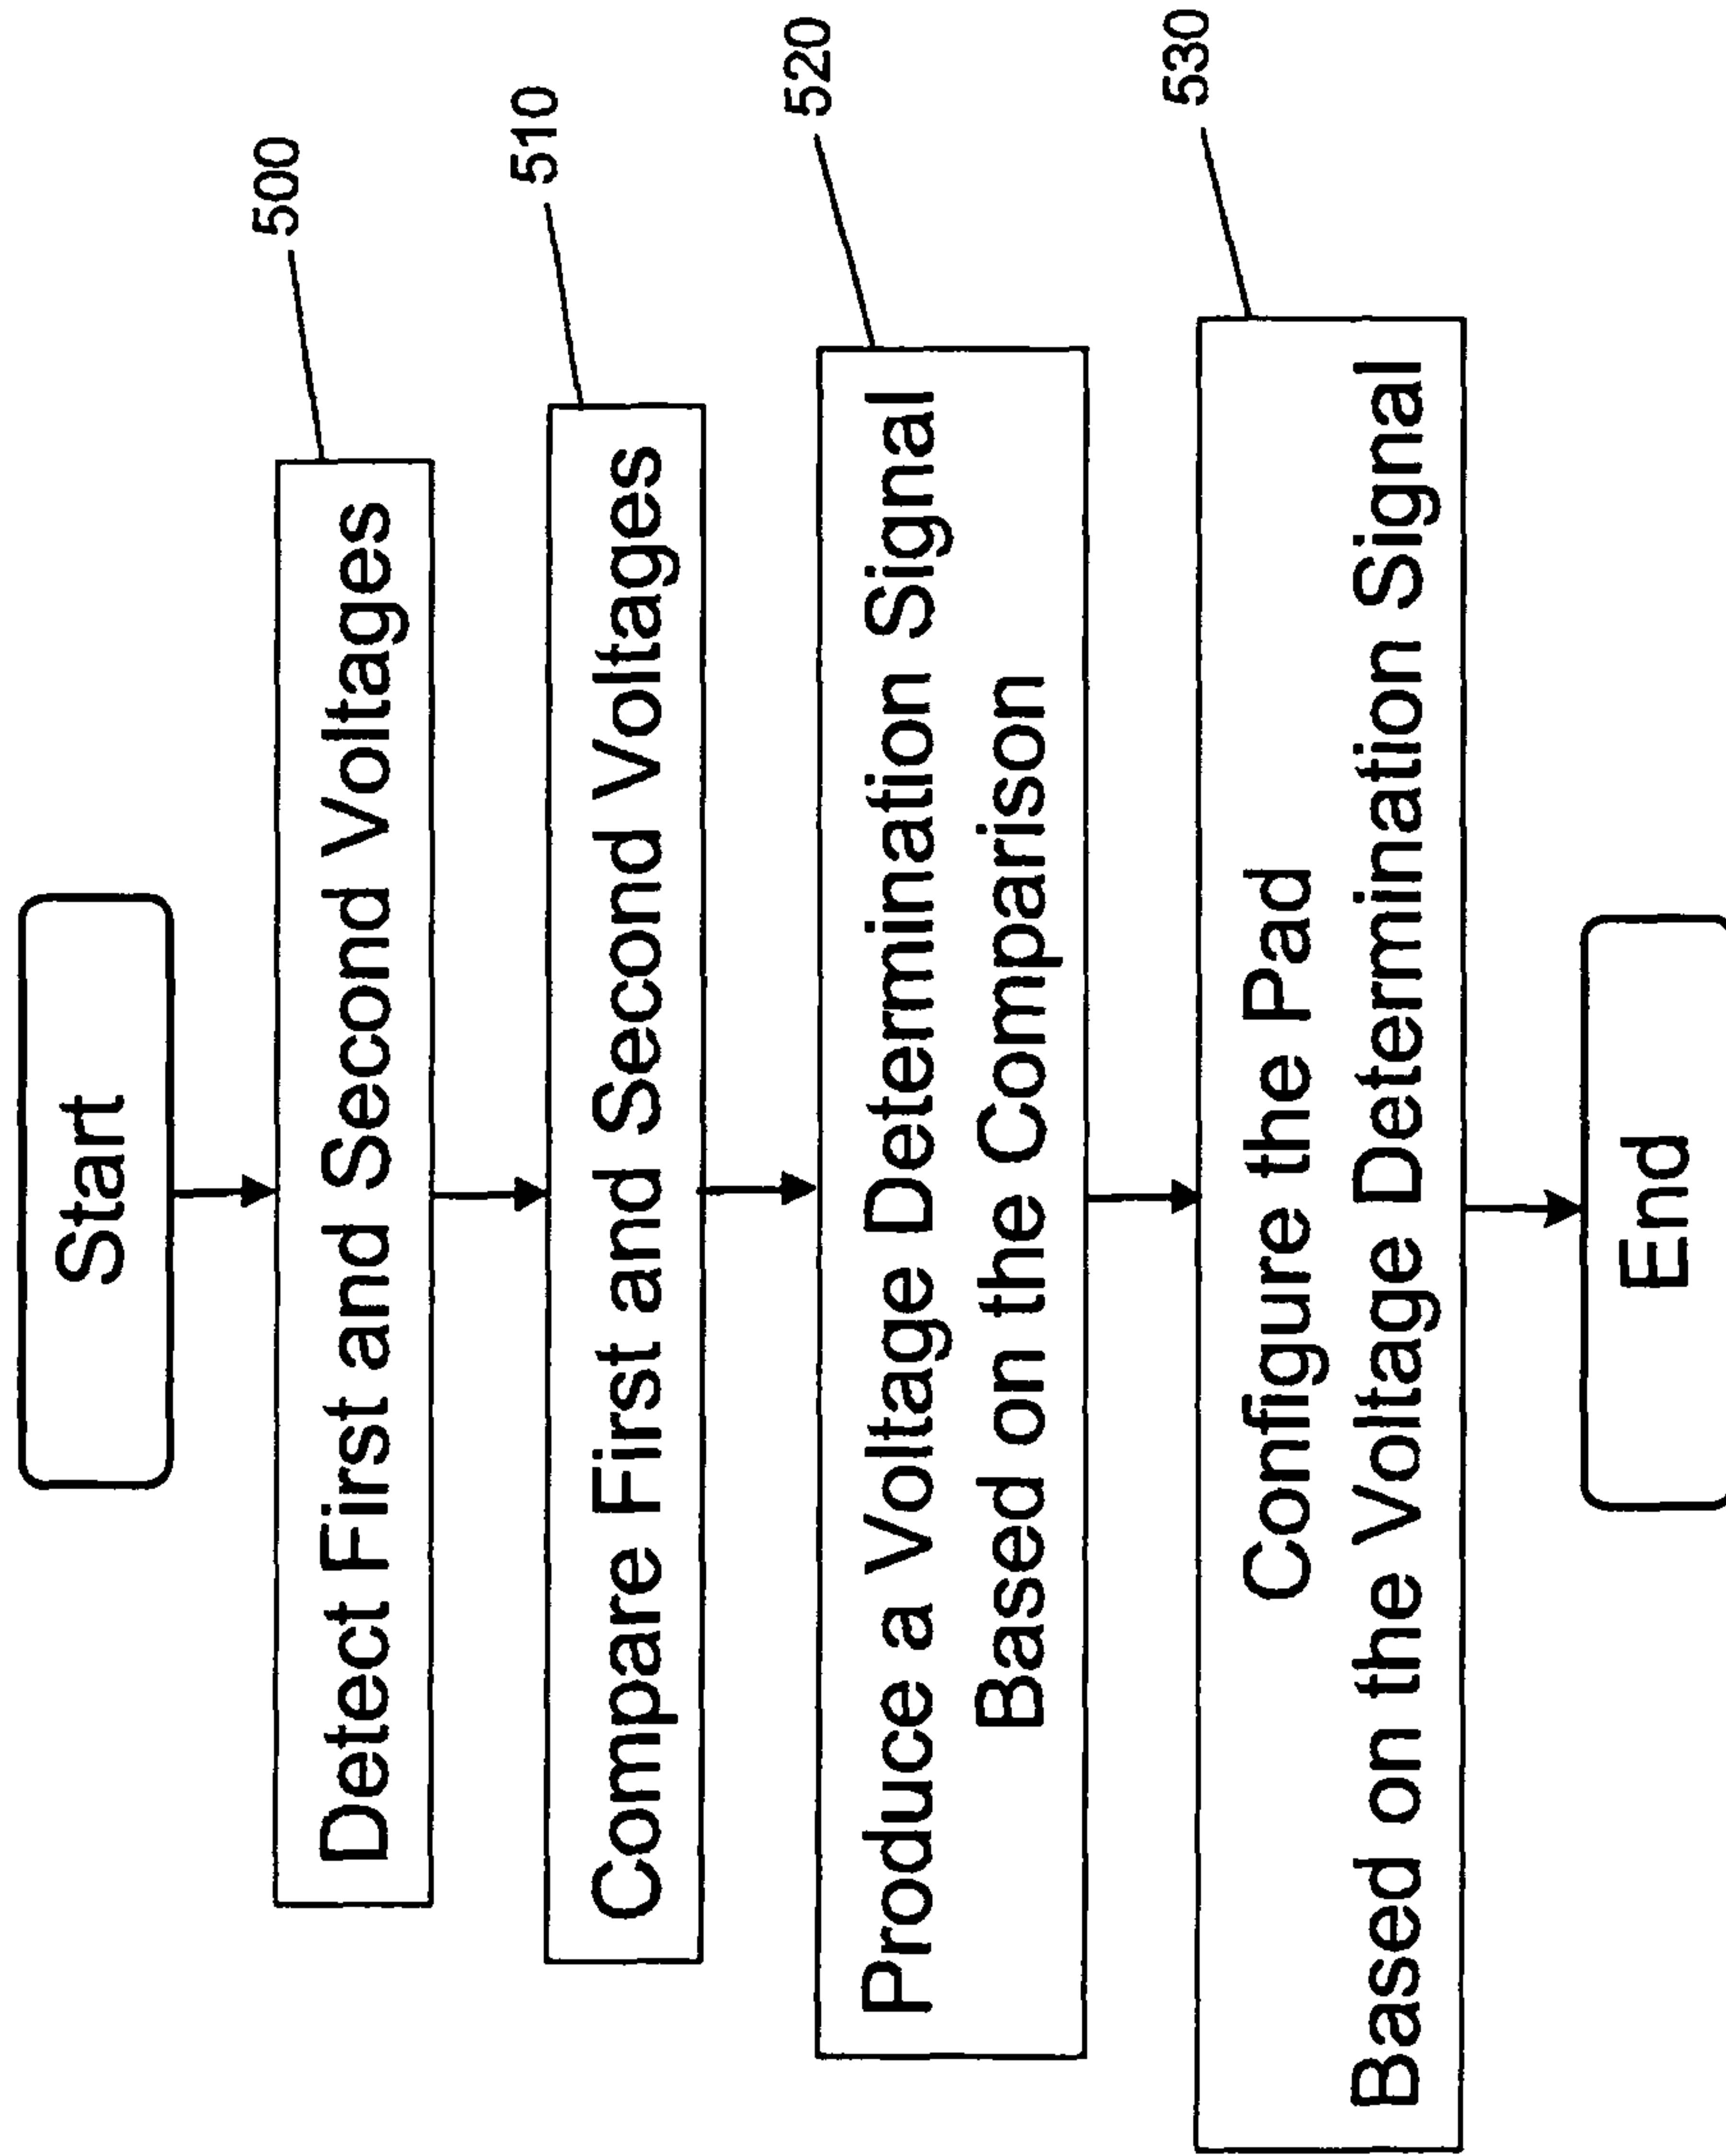 Start
Detect First and Second Voltages
500
Compare First and Second Voltages
510
Produce a Voltage Determination Signal
Based on the Comparison
520
Configure the Pad
Based on the Voltage Determination Signal
530
End